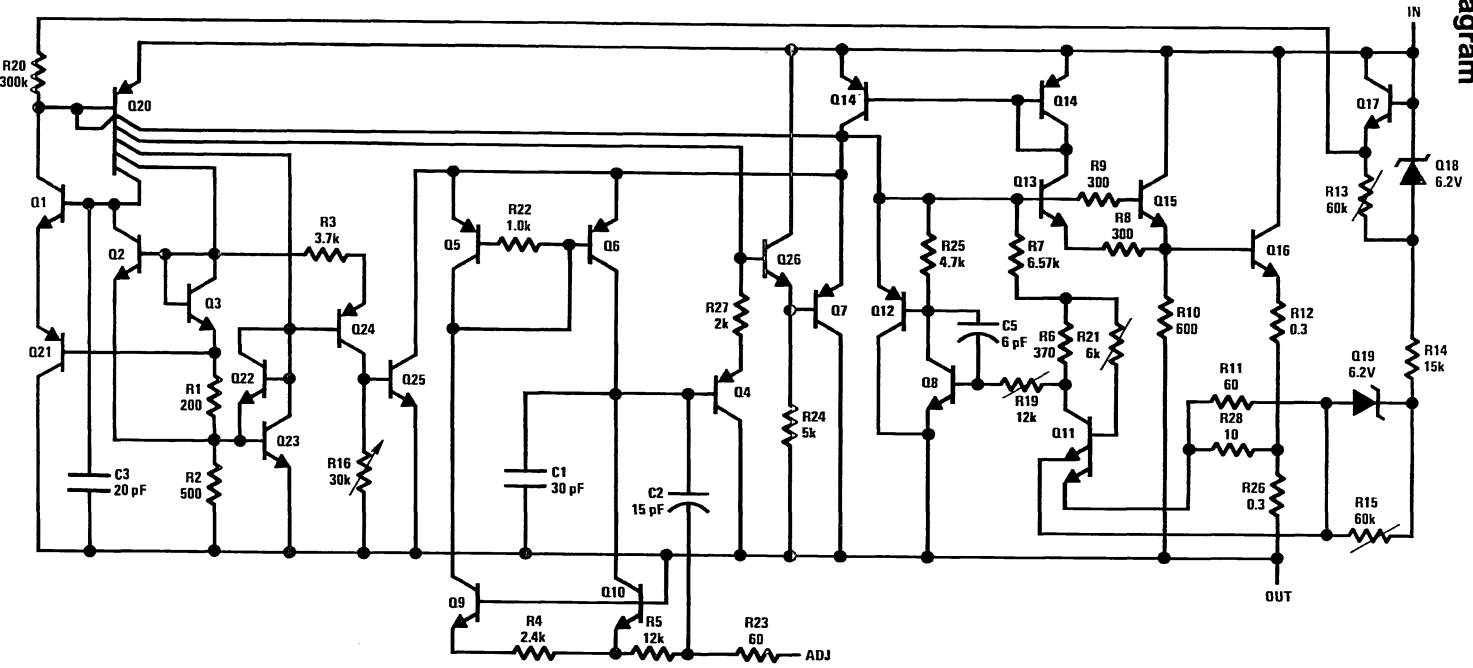 IN
agram
R20
300k
Q20
Q14
Q14
Q17
Q18
6.2V
R13
60k
Q1
Q2
R3
3.7k
Q5
R22
1.0k
Q6
Q26
Q13
R9
300
R8
300
Q15
Q16
R25
4.7k
R7
6.57k
Q3
Q24
R27
2k
Q7
Q12
C5
6 pF
R6
370
R21
6k
R10
600
R12
0.3
Q21
Q22
Q25
Q4
Q8
R19
12k
R11
60
R28
10
Q19
6.2V
R14
15k
R1
200
Q23
R24
5k
Q11
C3
20 pF
R2
500
R16
30k
C1
30 pF
C2
15 pF
R26
0.3
R15
60k
OUT
Q9
Q10
R4
2.4k
R5
12k
R23
60
ADJ